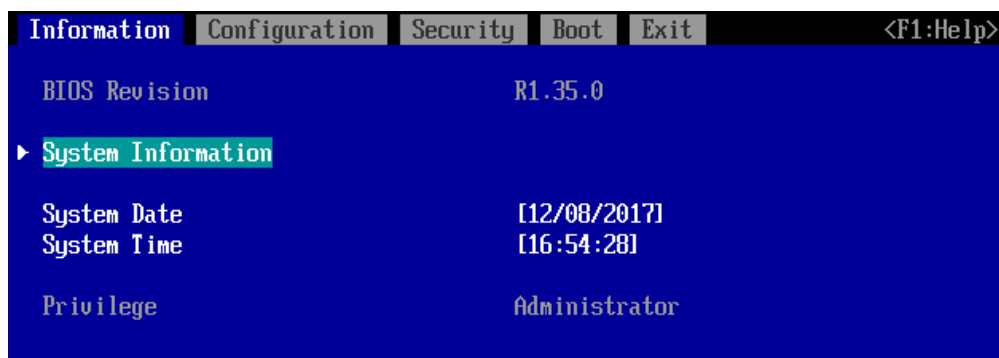 Information Configuration Security Boot Exit <F1:Help>
BIOS Revision R1.35.0
System Information
System Date [12/08/2017]
System Time [16:54:28]
Privilege Administrator